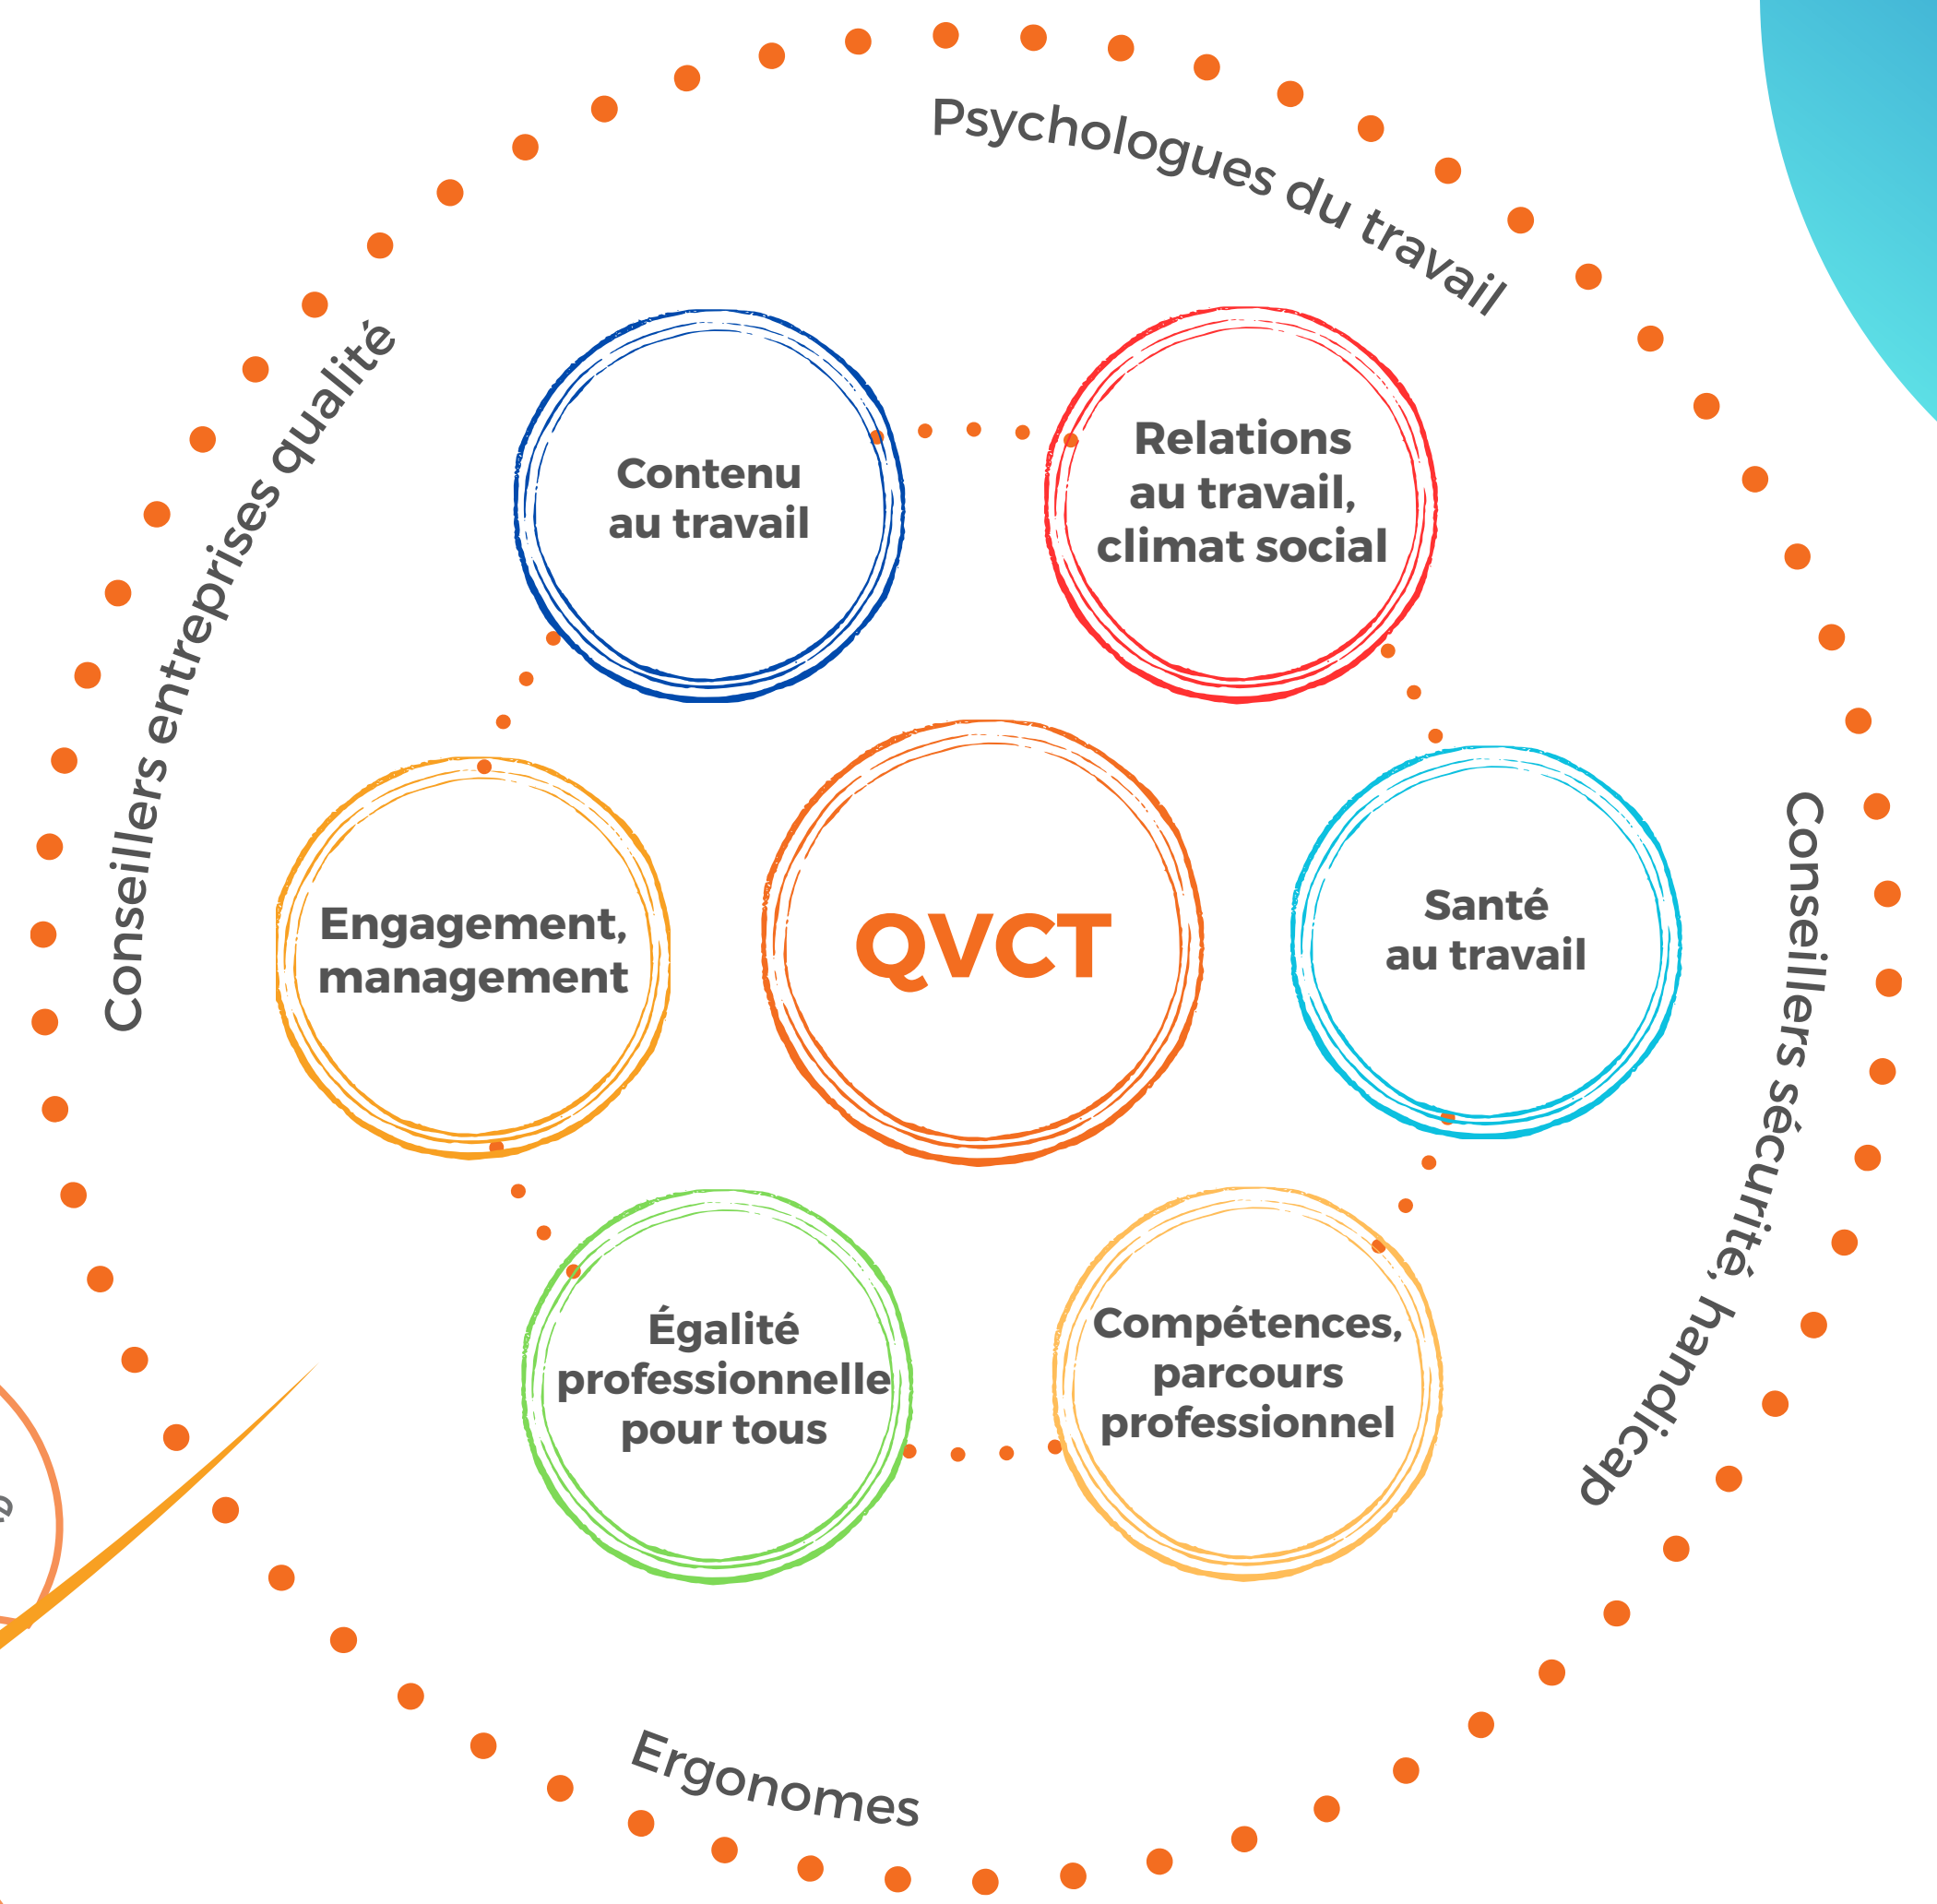 Psychologues du travail
Conseillers entreprises qualité
Contenu
au travail
Relations
au travail,
climat social
Engagement,
management
QVCT
Santé
au travail
Conseillers sécurité, handicap
Égalité
professionnelle
pour tous
Compétences,
parcours
professionnel
Ergonomes